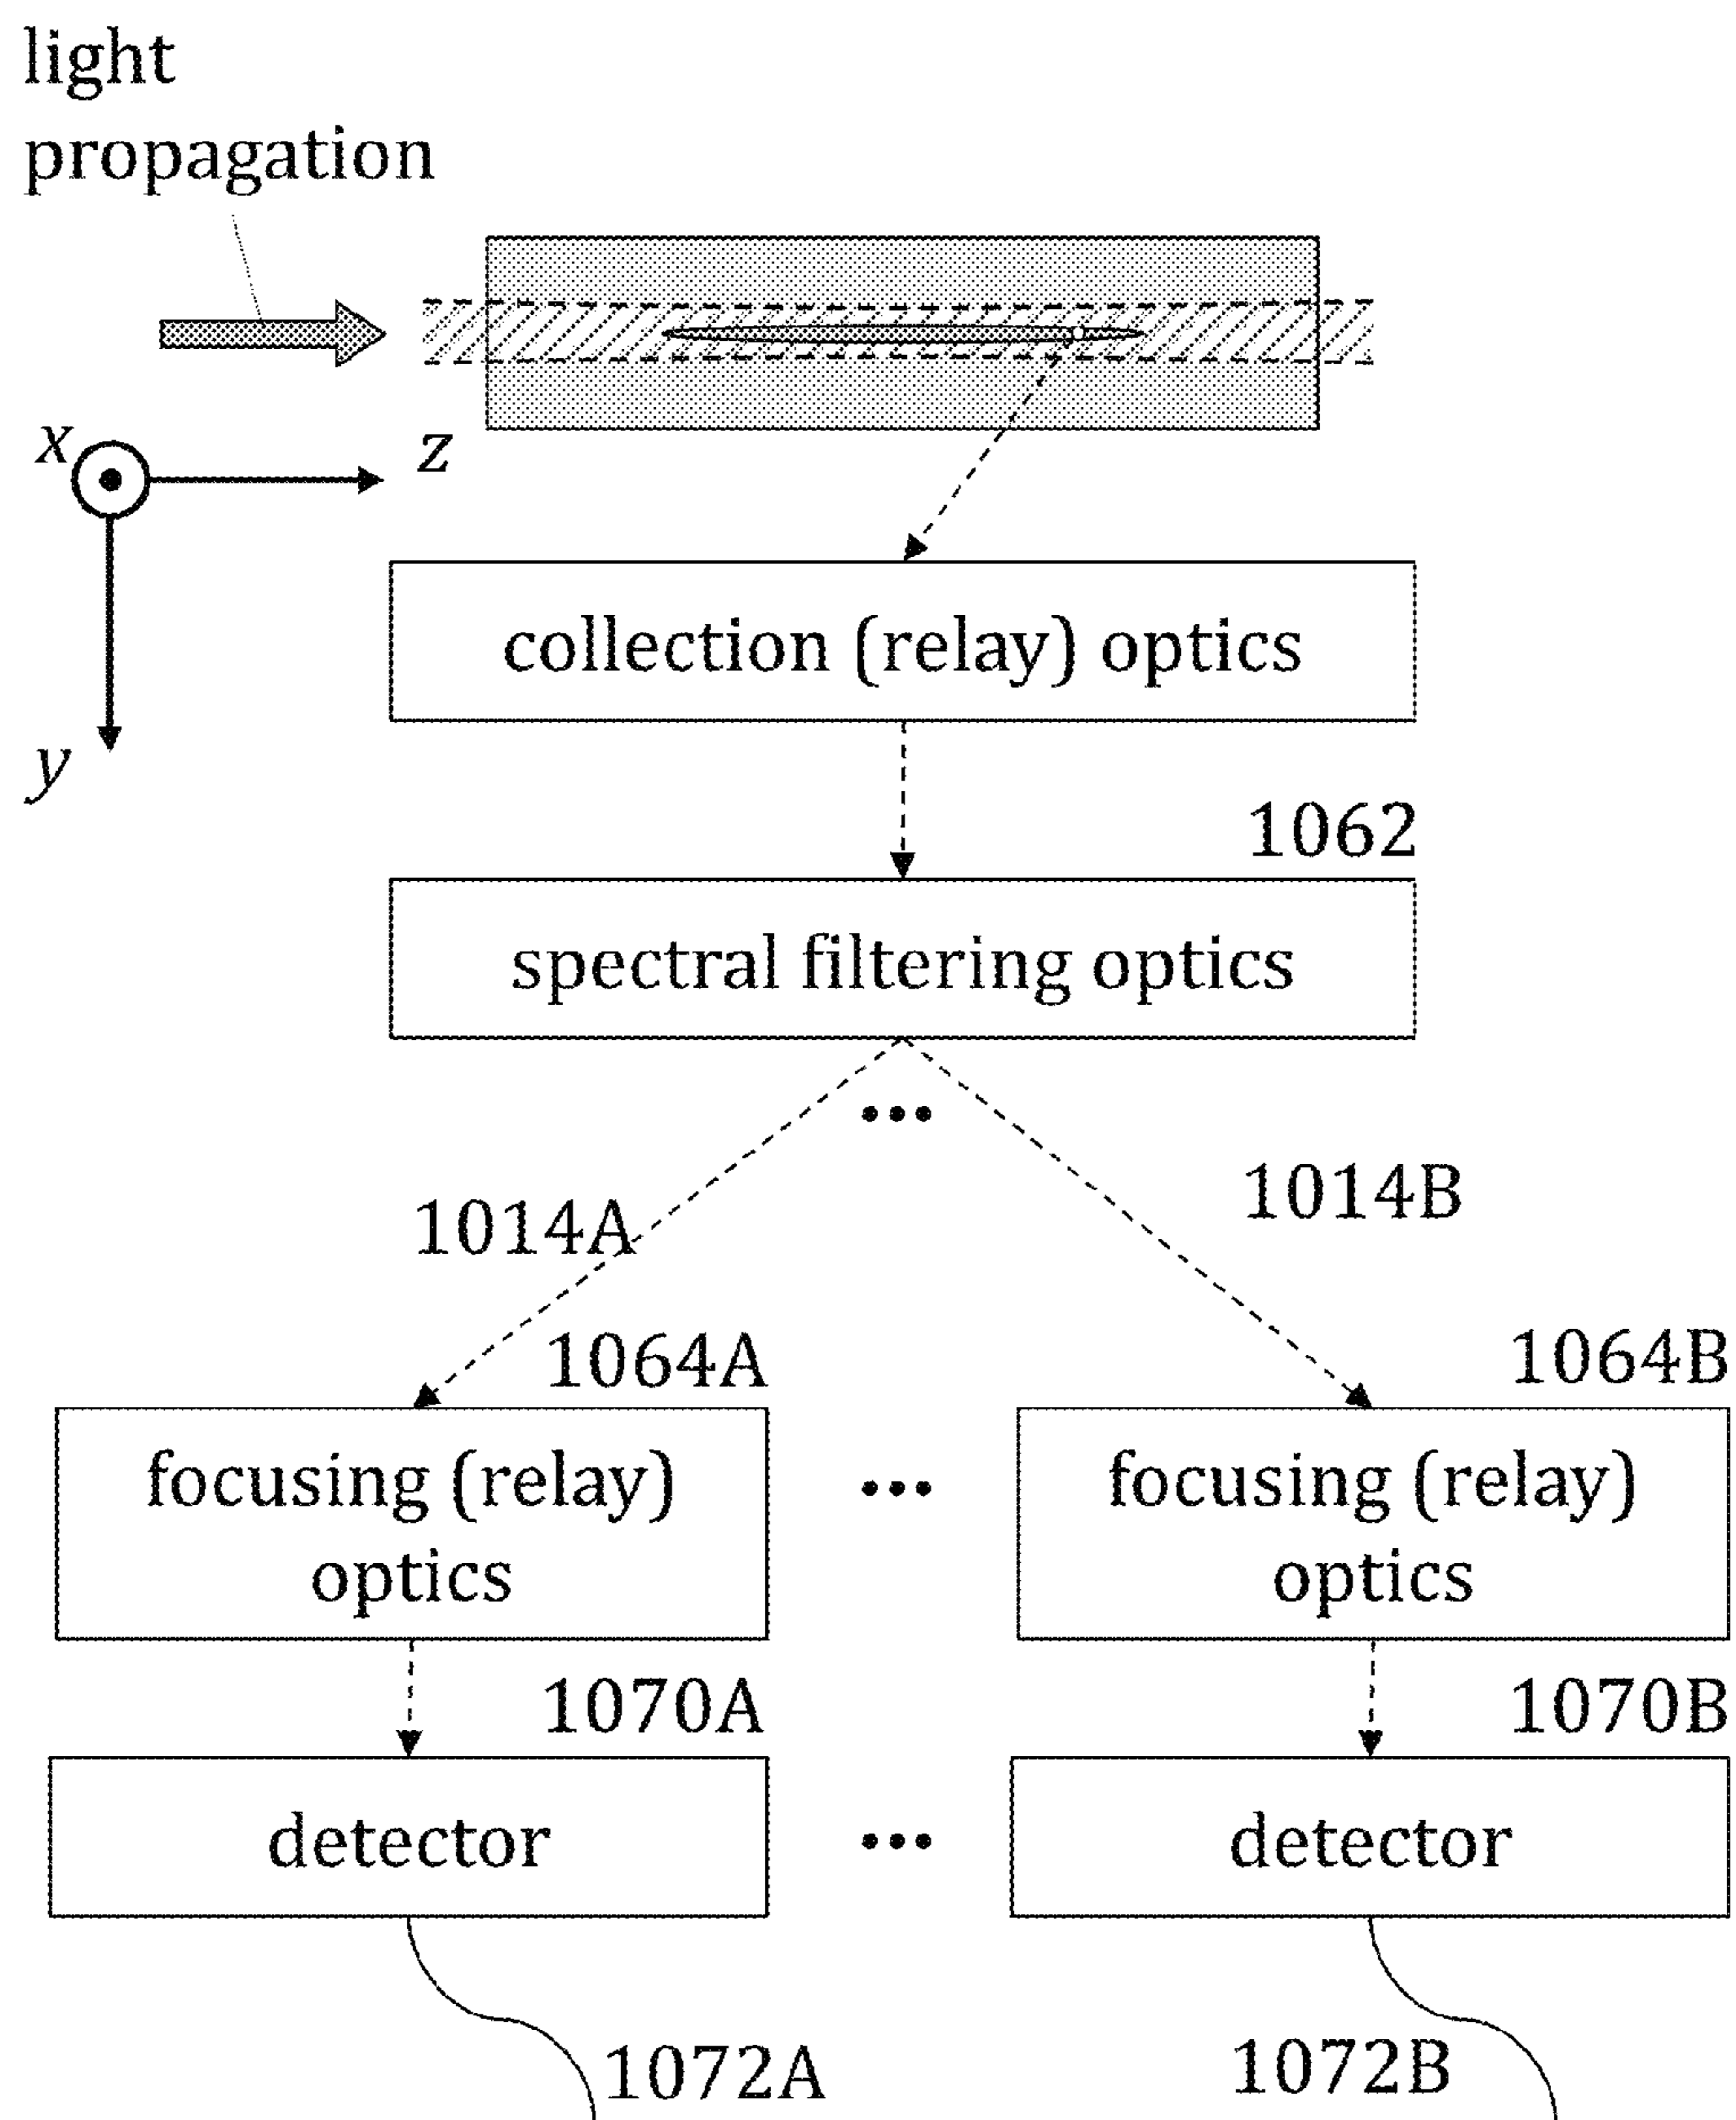 light
propagation
x
z
y
collection (relay) optics
1062
spectral filtering optics
...
1014A
1014B
1064A
1064B
focusing (relay)
optics
...
focusing (relay)
optics
1070A
1070B
detector
...
detector
1072A
1072B